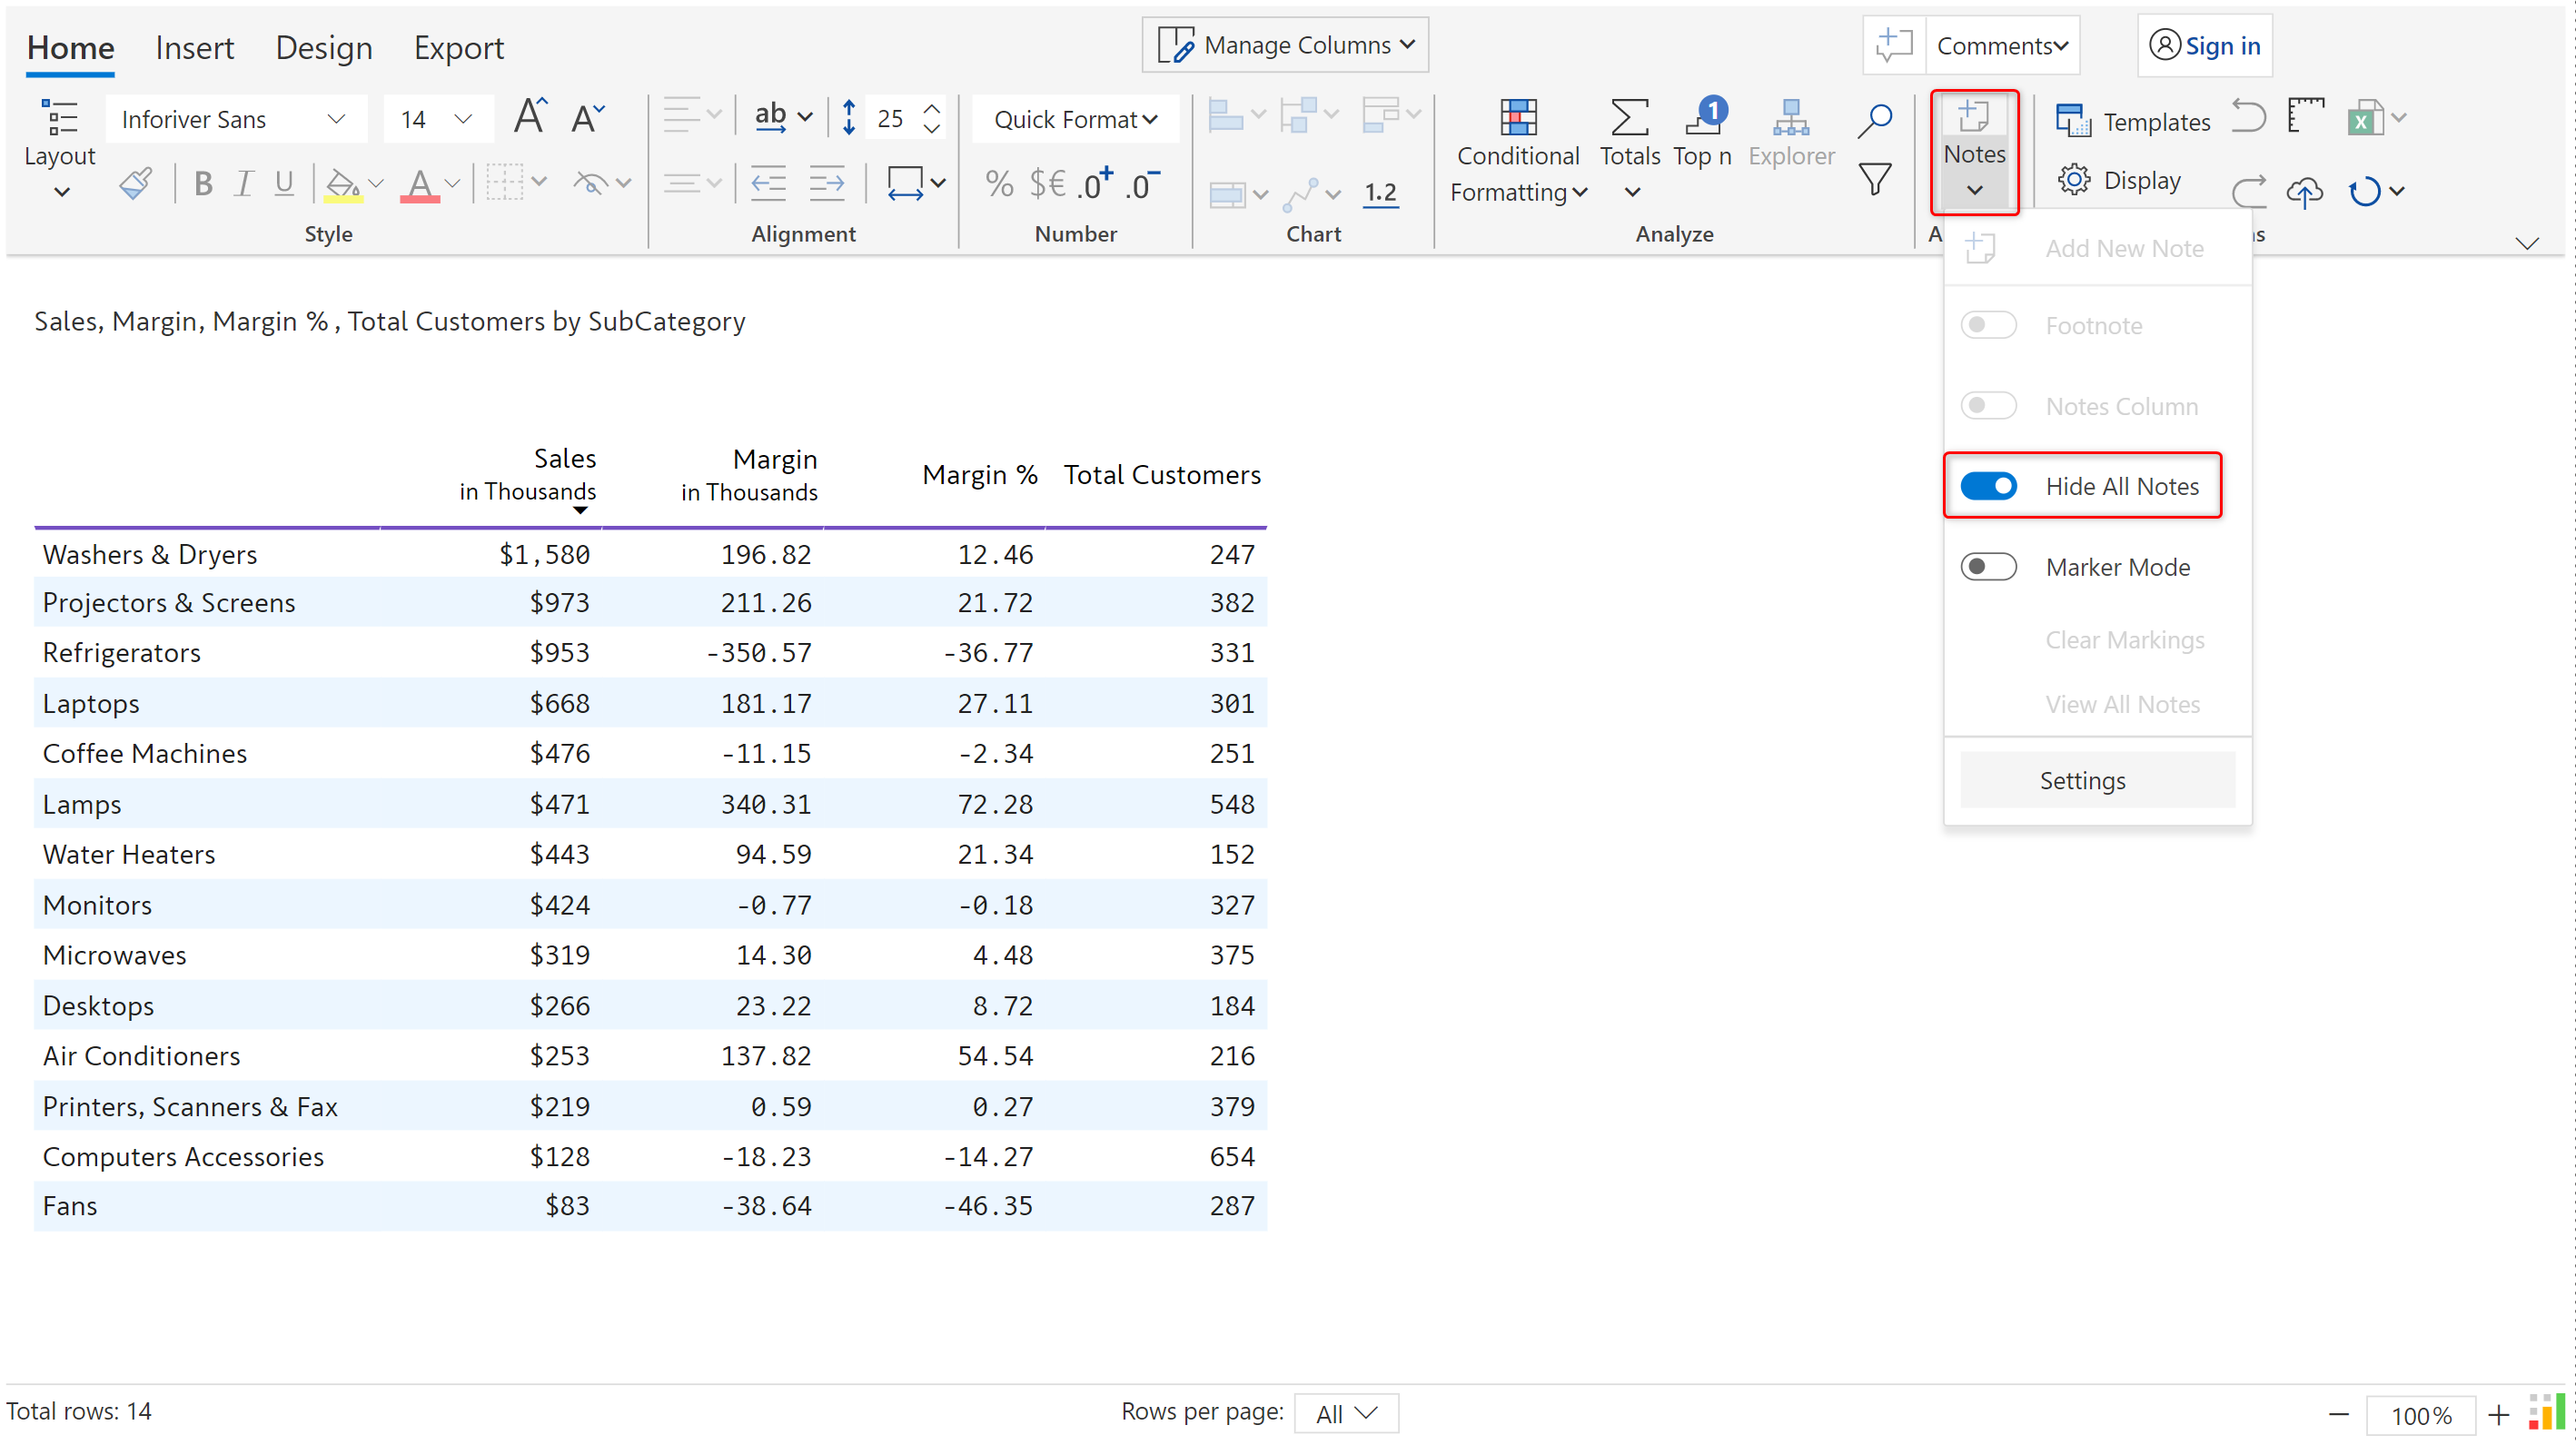 Home Insert Design Export Manage Columns Comments Sign in
Inforiver Sans 14 A A ab 25 Quick Format 1 Templates
Layout Conditional Formatting Totals Top n Explorer Notes
B I U A % $€ .0+ .0− 1.2 Display
Style Alignment Number Chart Analyze A s
Add New Note
Footnote
Notes Column
Hide All Notes
Marker Mode
Clear Markings
View All Notes
Settings
Sales, Margin, Margin % , Total Customers by SubCategory
Sales in Thousands Margin in Thousands Margin % Total Customers
Washers & Dryers $1,580 196.82 12.46 247
Projectors & Screens $973 211.26 21.72 382
Refrigerators $953 -350.57 -36.77 331
Laptops $668 181.17 27.11 301
Coffee Machines $476 -11.15 -2.34 251
Lamps $471 340.31 72.28 548
Water Heaters $443 94.59 21.34 152
Monitors $424 -0.77 -0.18 327
Microwaves $319 14.30 4.48 375
Desktops $266 23.22 8.72 184
Air Conditioners $253 137.82 54.54 216
Printers, Scanners & Fax $219 0.59 0.27 379
Computers Accessories $128 -18.23 -14.27 654
Fans $83 -38.64 -46.35 287
Total rows: 14 Rows per page: All − 100% +